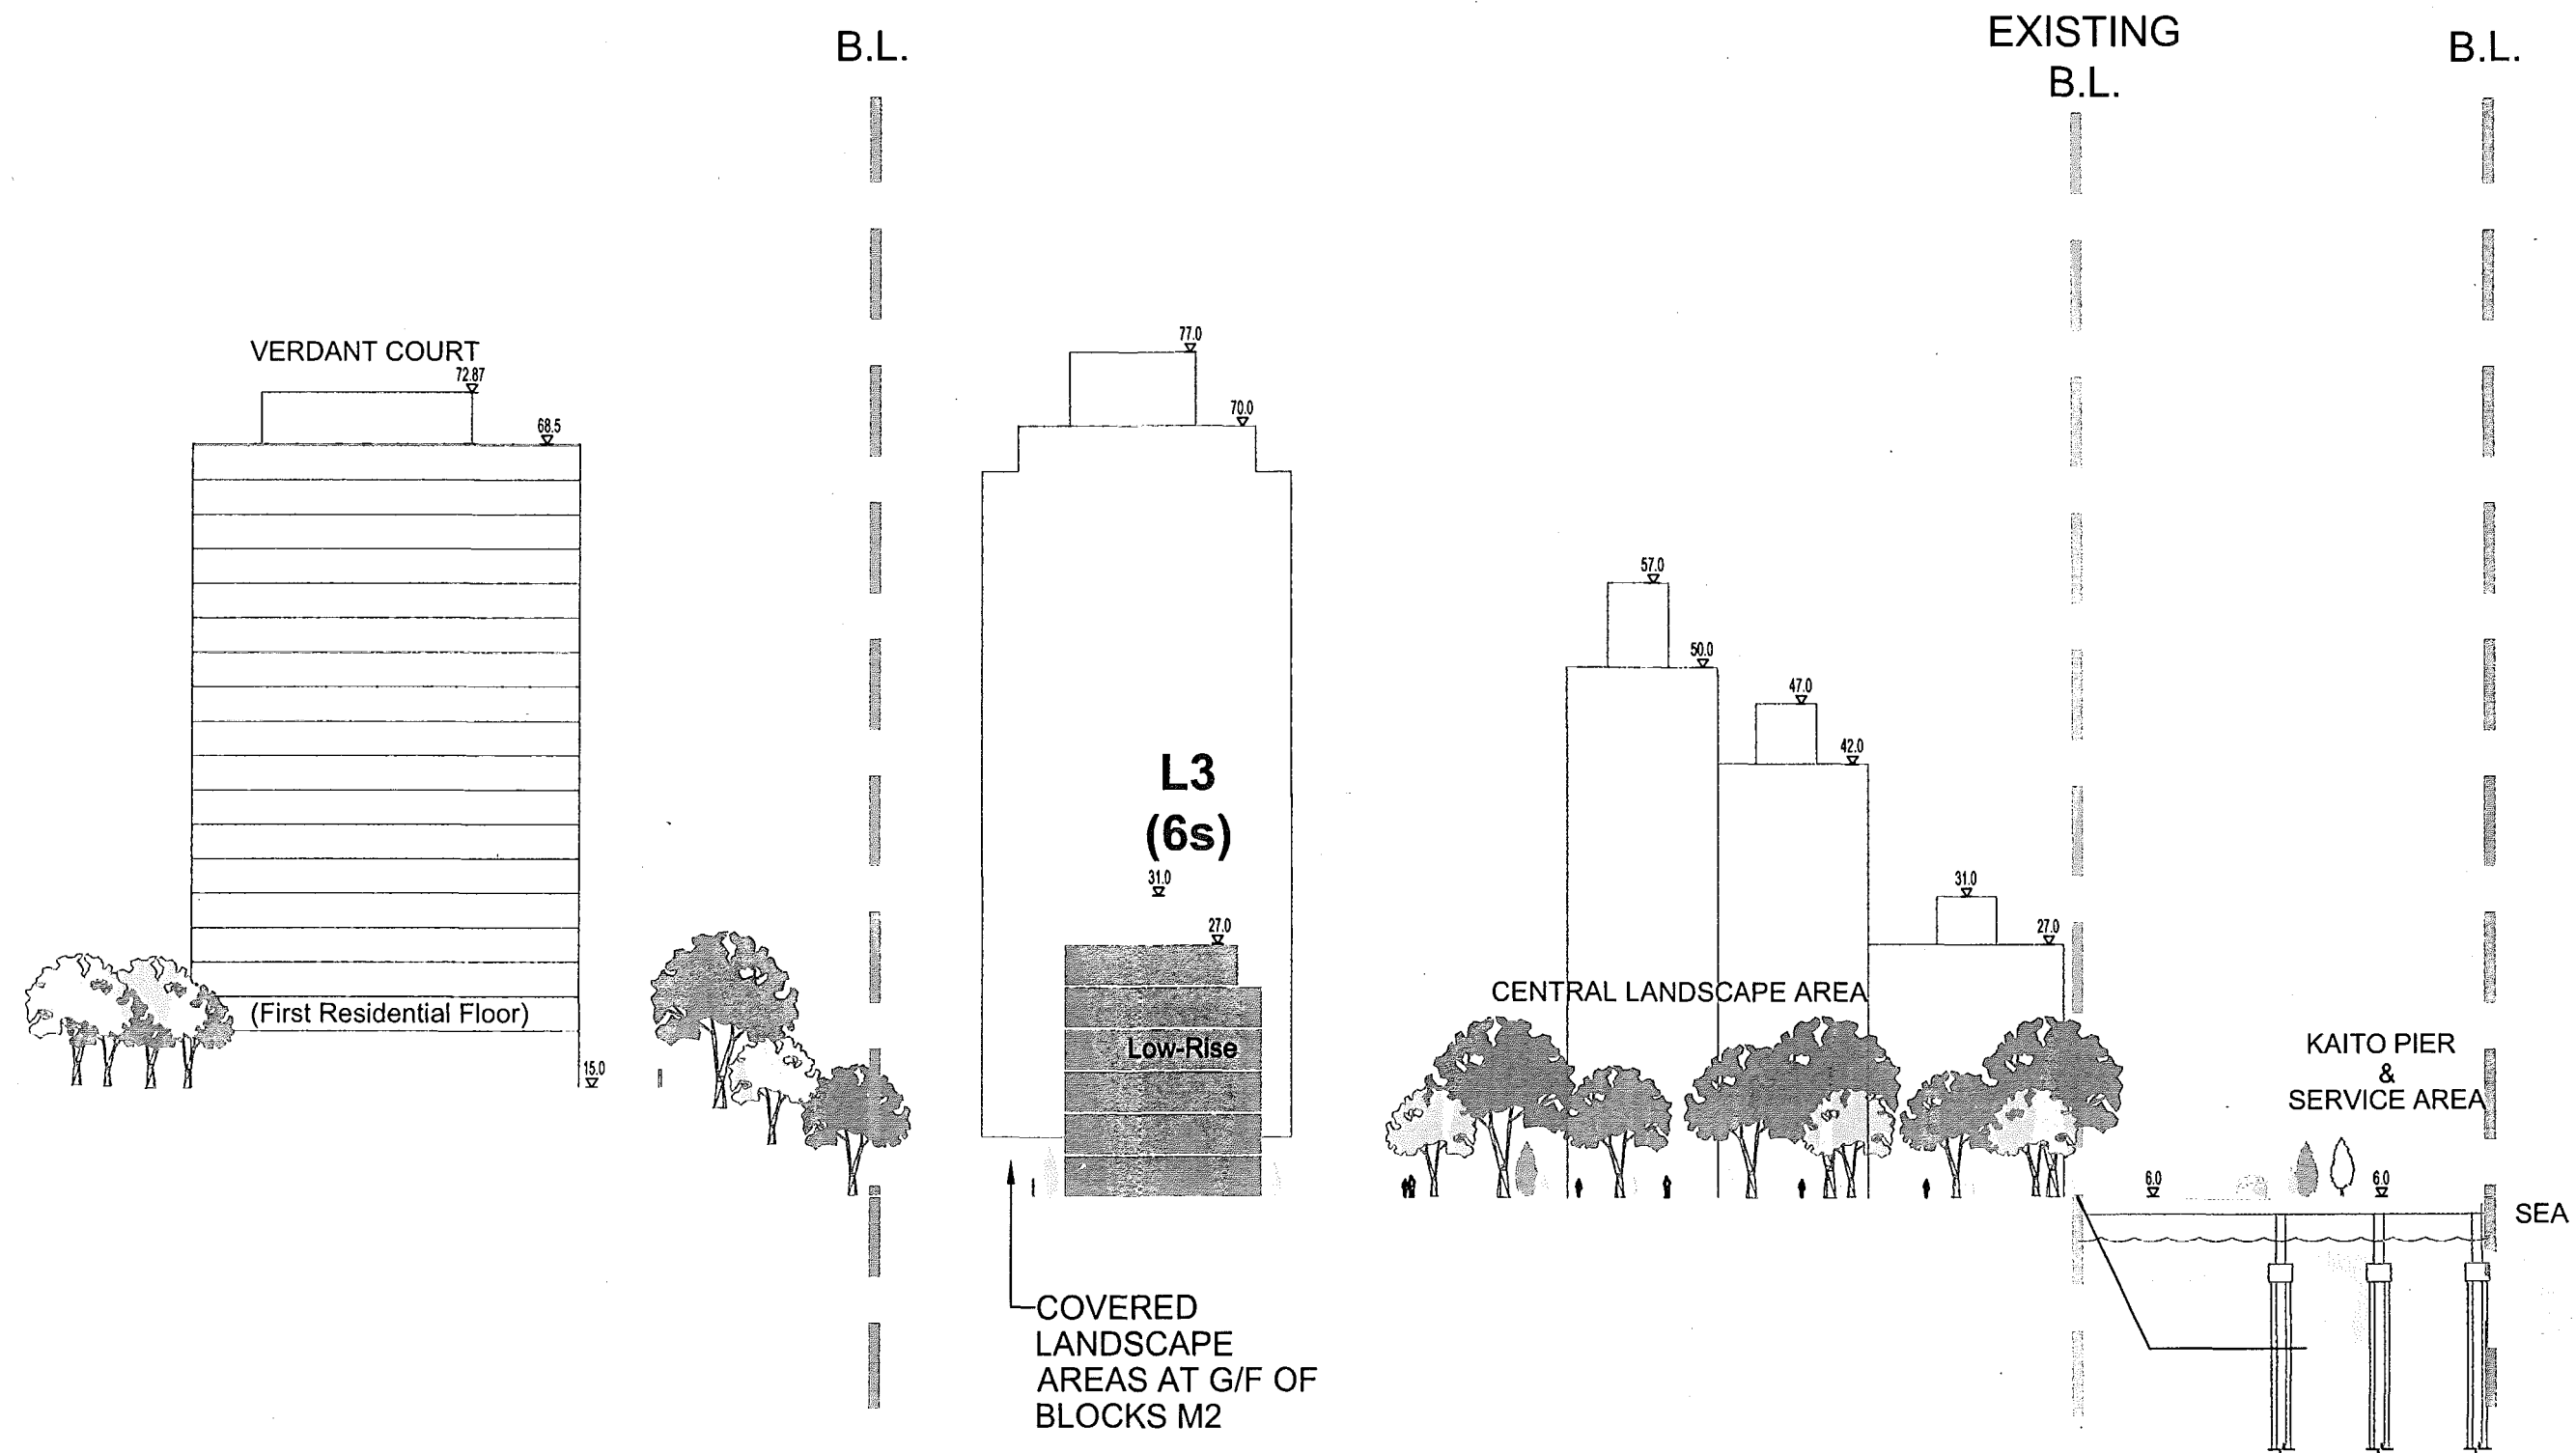 B.L.
EXISTING
B.L.
B.L.
VERDANT COURT
72.87
68.5
(First Residential Floor)
15.0
77.0
70.0
L3
(6s)
31.0
27.0
Low-Rise
COVERED
LANDSCAPE
AREAS AT G/F OF
BLOCKS M2
57.0
50.0
47.0
42.0
31.0
27.0
CENTRAL LANDSCAPE AREA
KAITO PIER
&
SERVICE AREA
6.0
6.0
SEA